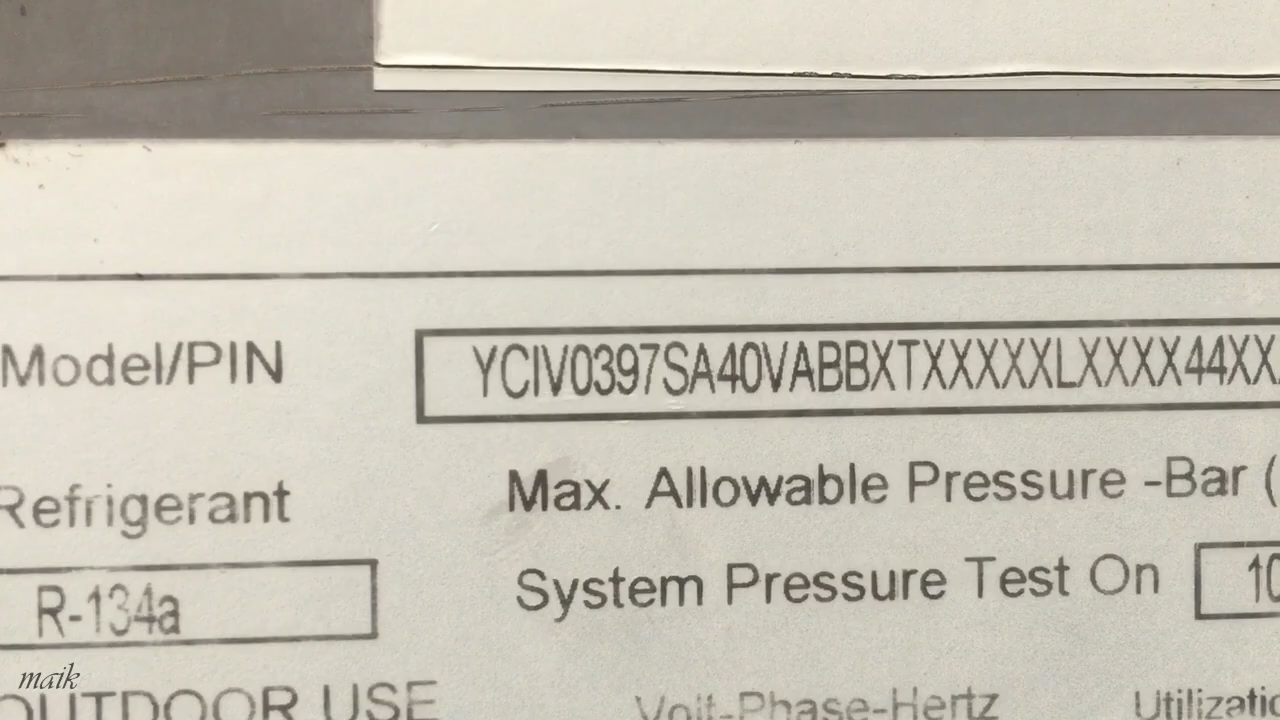 Model/PIN YCIV0397SA40VABBXTXXXXXLXXXX44XX
Refrigerant Max. Allowable Pressure -Bar (
R-134a System Pressure Test On 10
maik
OUTDOOR USE Volt-Phase-Hertz Utilizatio